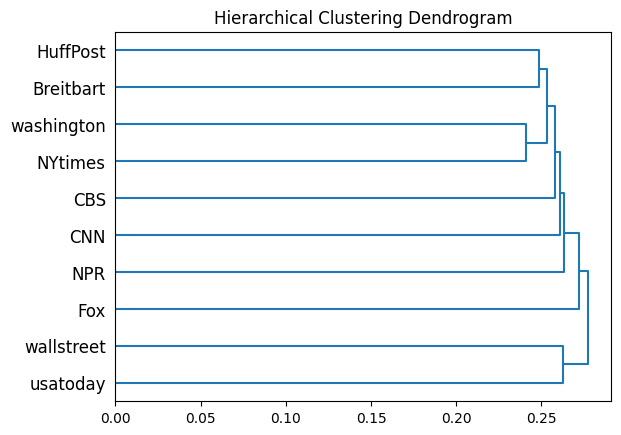 Hierarchical Clustering Dendrogram
HuffPost
Breitbart
washington
NYtimes
CBS
CNN
NPR
Fox
wallstreet
usatoday
0.00 0.05 0.10 0.15 0.20 0.25